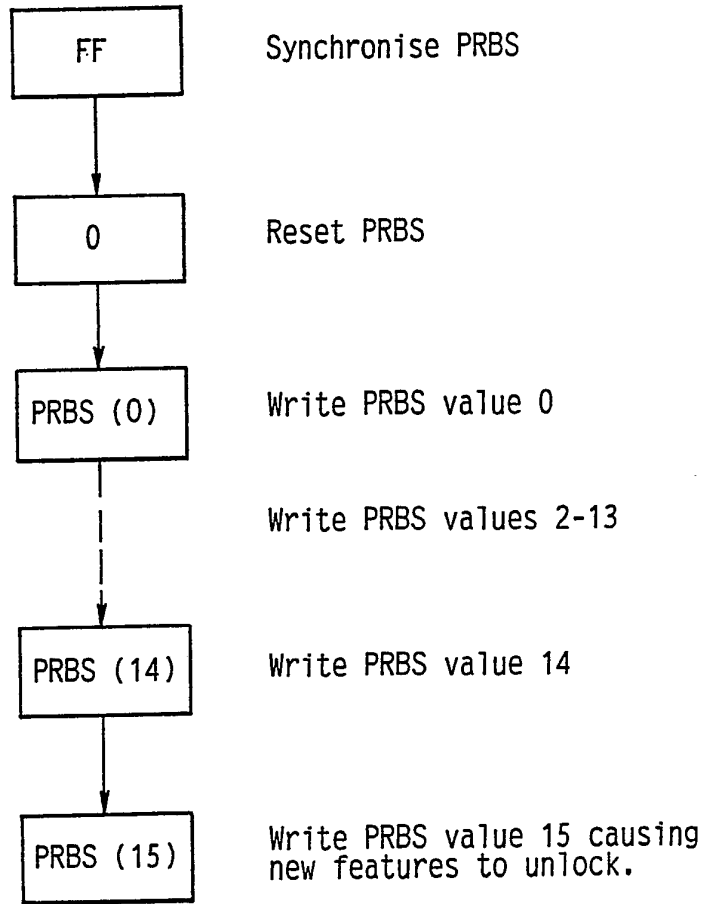 FF Synchronise PRBS
0 Reset PRBS
PRBS (0) Write PRBS value 0
Write PRBS values 2-13
PRBS (14) Write PRBS value 14
PRBS (15) Write PRBS value 15 causing
new features to unlock.